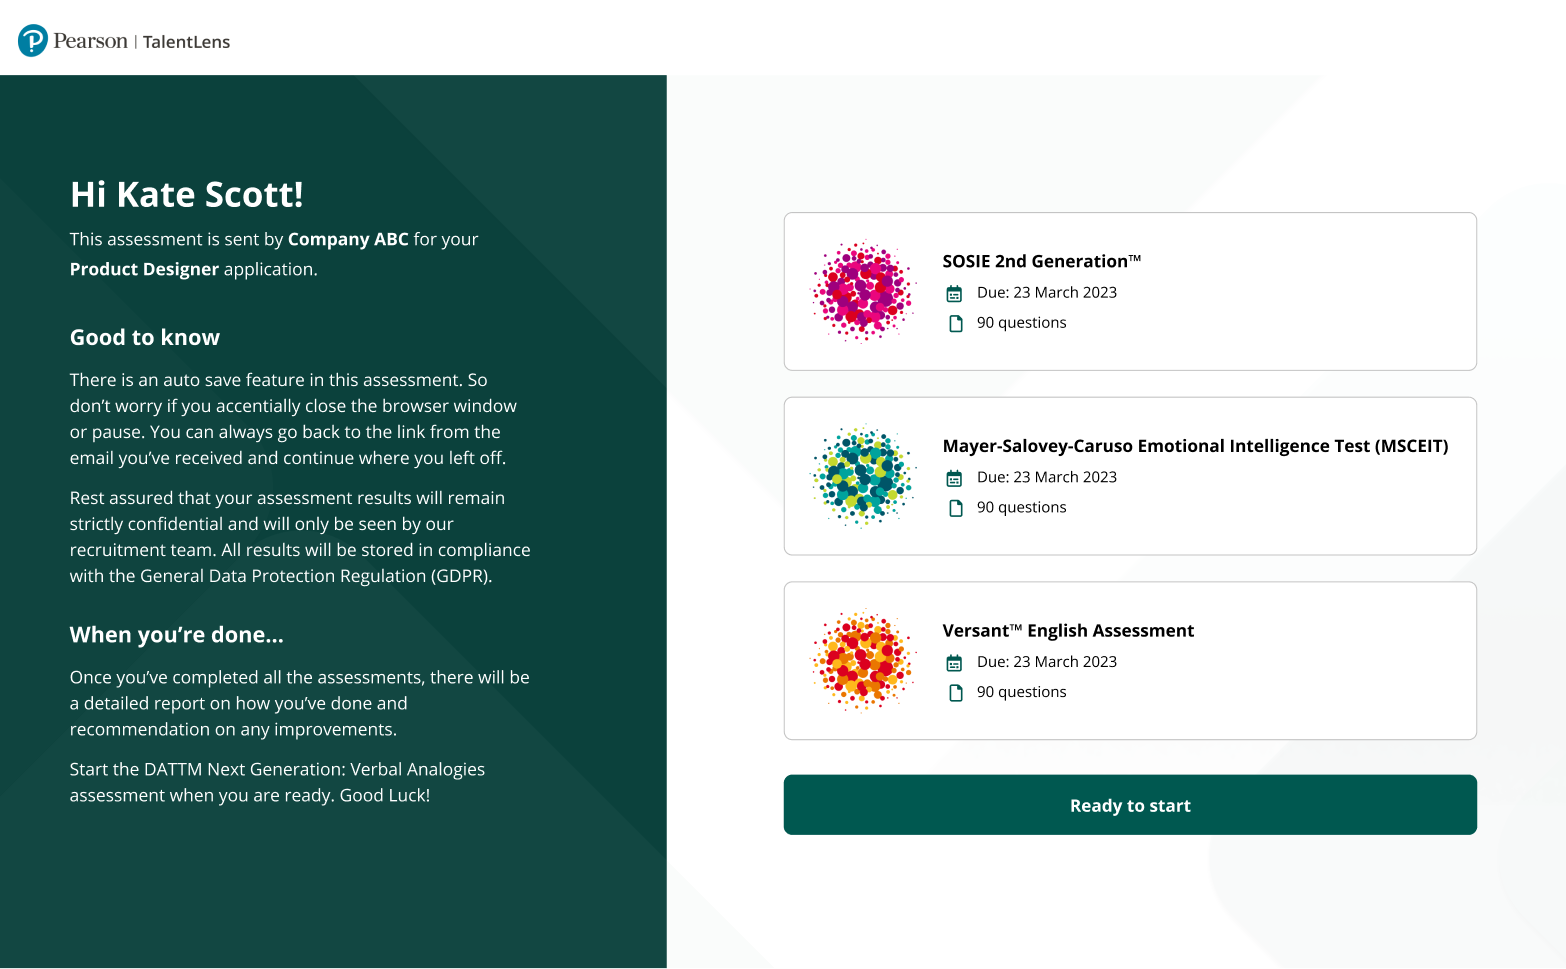 Pearson | TalentLens
Hi Kate Scott!
This assessment is sent by Company ABC for your
Product Designer application.
Good to know
There is an auto save feature in this assessment. So
don’t worry if you accentially close the browser window
or pause. You can always go back to the link from the
email you’ve received and continue where you left off.
Rest assured that your assessment results will remain
strictly confidential and will only be seen by our
recruitment team. All results will be stored in compliance
with the General Data Protection Regulation (GDPR).
When you’re done...
Once you’ve completed all the assessments, there will be
a detailed report on how you’ve done and
recommendation on any improvements.
Start the DATTM Next Generation: Verbal Analogies
assessment when you are ready. Good Luck!
SOSIE 2nd Generation™
Due: 23 March 2023
90 questions
Mayer-Salovey-Caruso Emotional Intelligence Test (MSCEIT)
Due: 23 March 2023
90 questions
Versant™ English Assessment
Due: 23 March 2023
90 questions
Ready to start